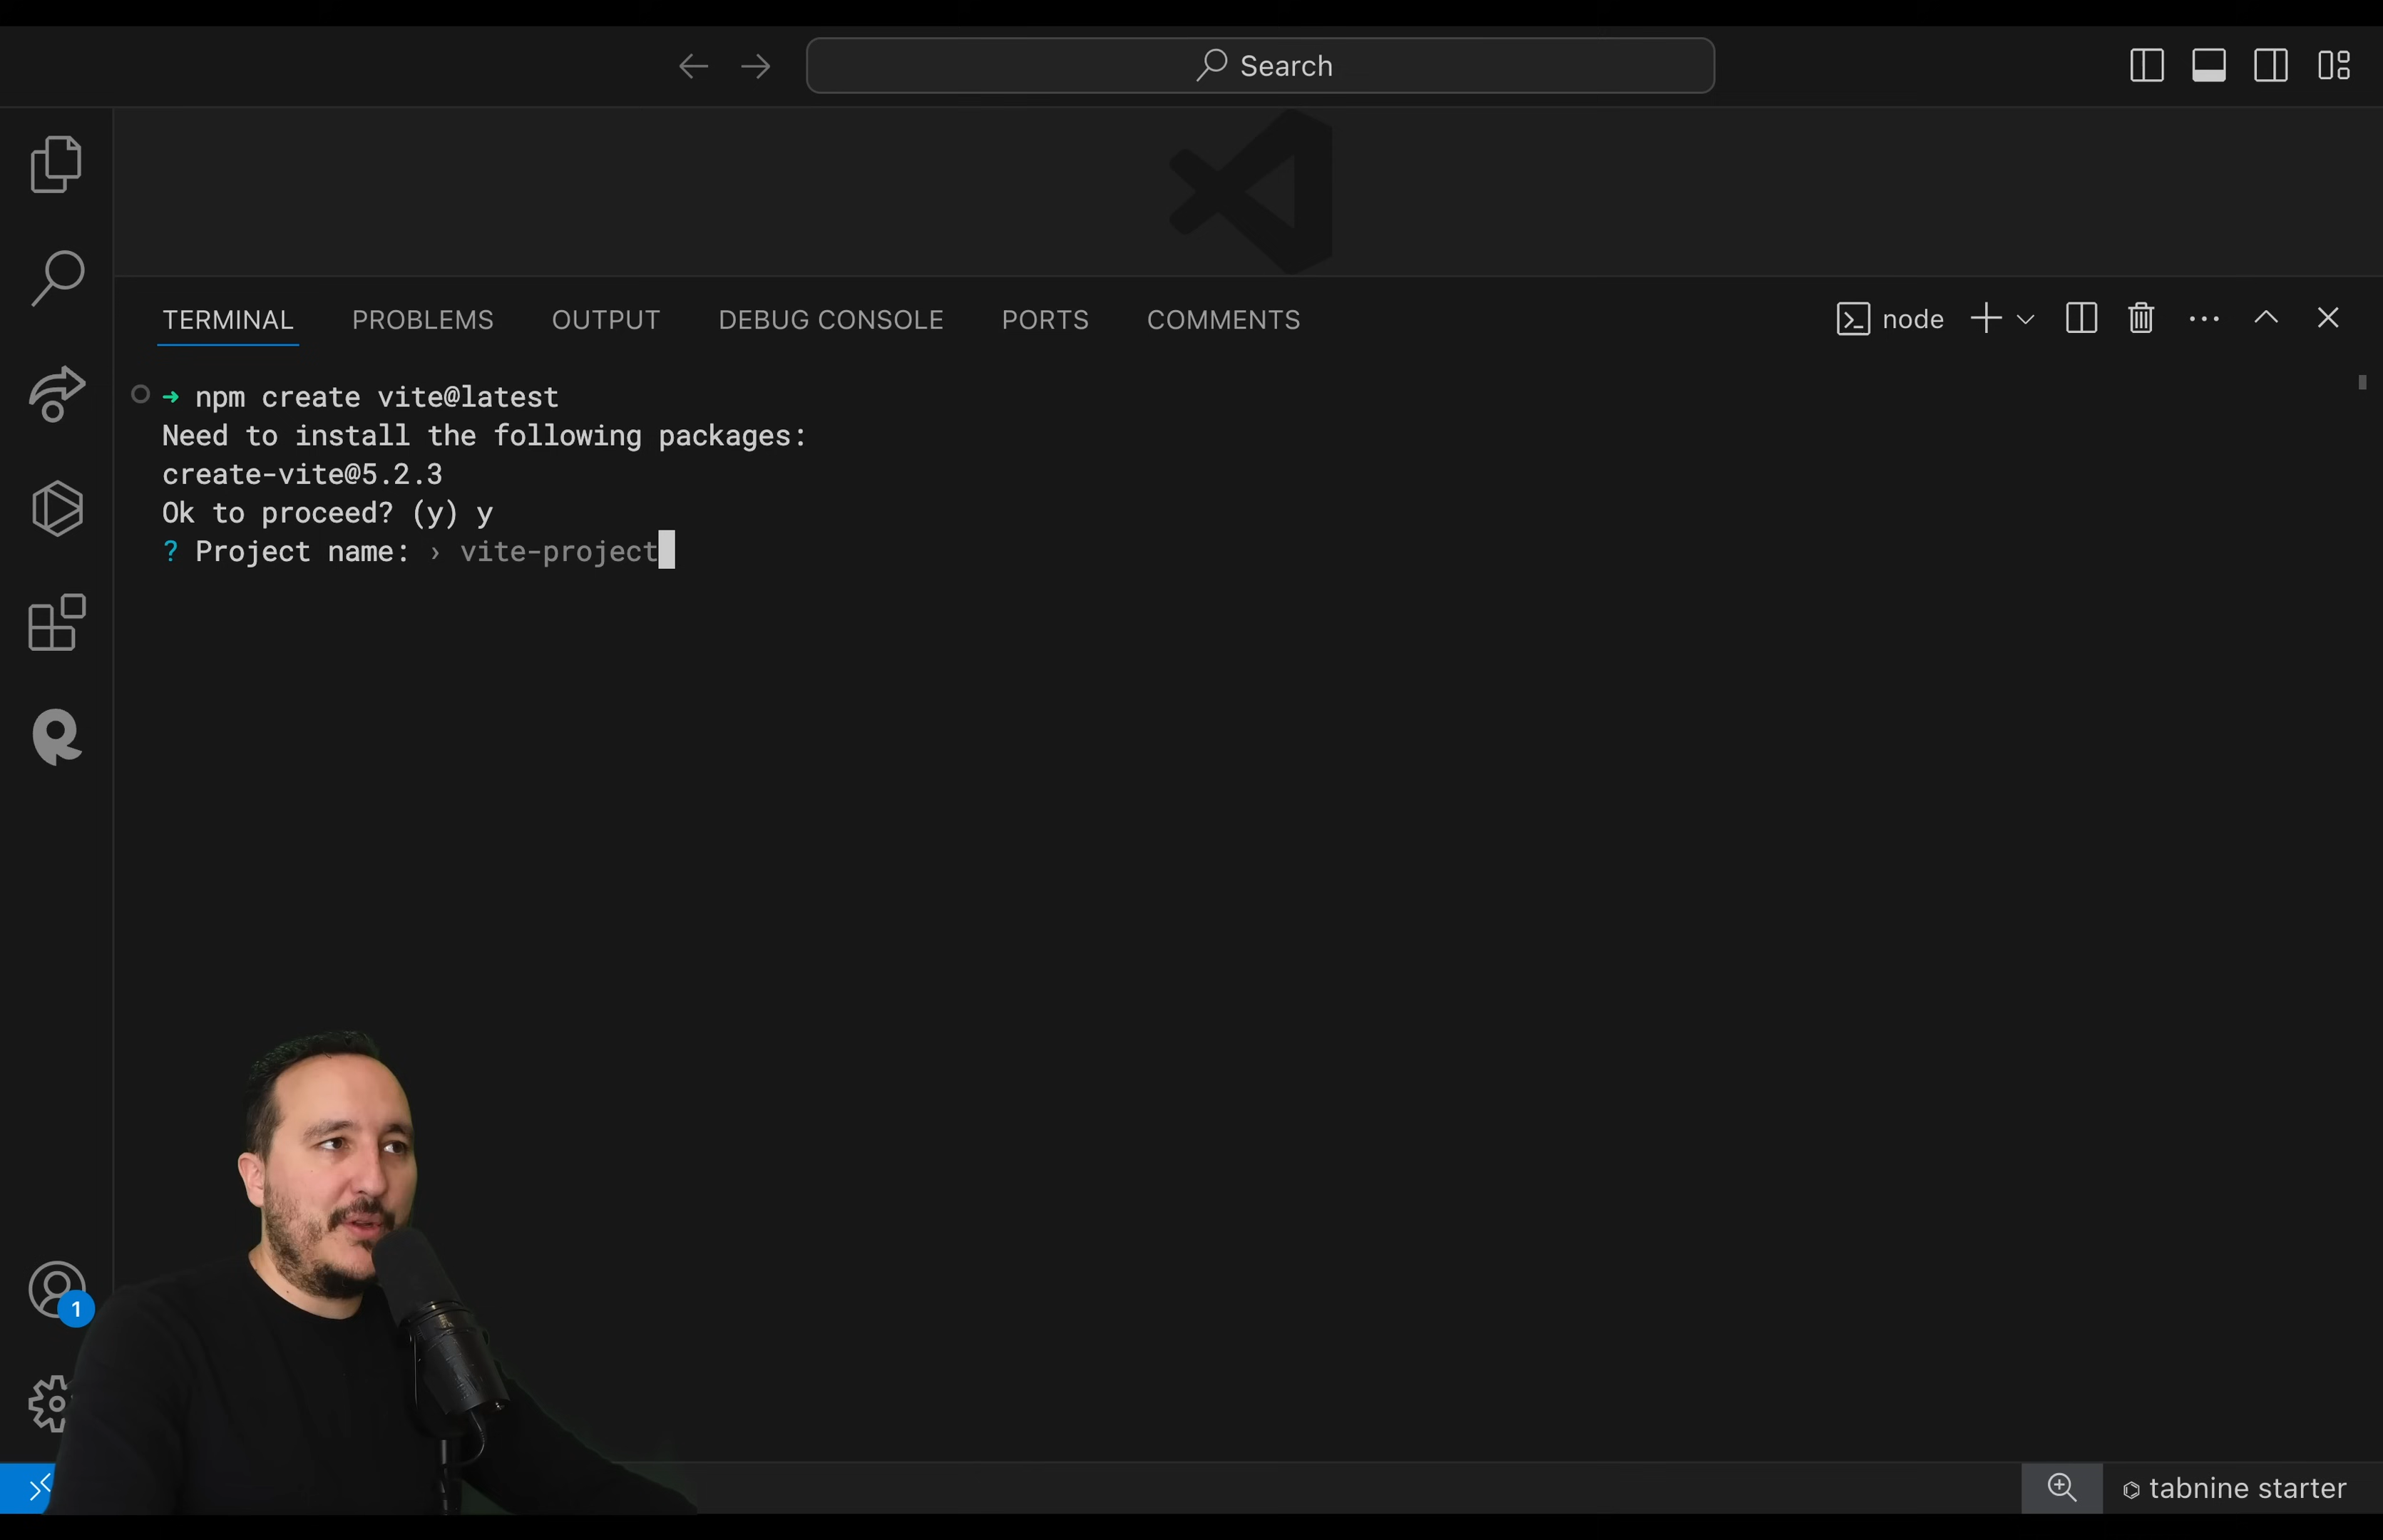 Search
TERMINAL PROBLEMS OUTPUT DEBUG CONSOLE PORTS COMMENTS node
➜ npm create vite@latest
Need to install the following packages:
create-vite@5.2.3
Ok to proceed? (y) y
? Project name: › vite-project
1
tabnine starter